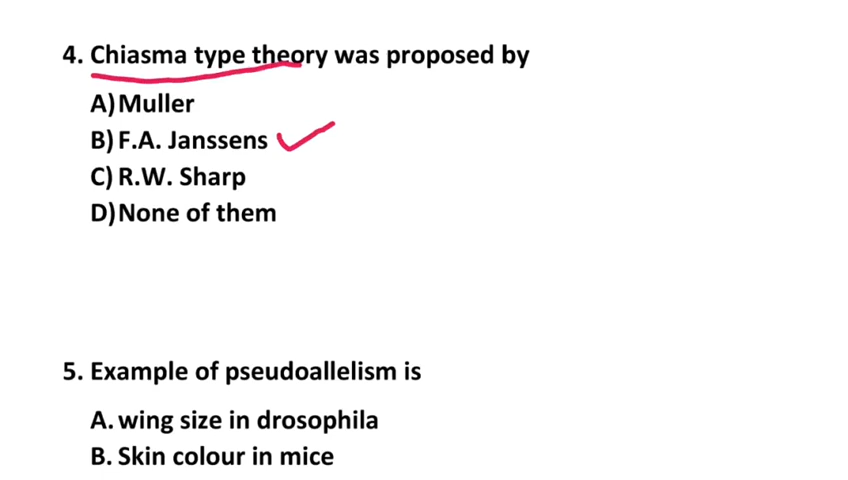 4. Chiasma type theory was proposed by
A) Muller
B) F.A. Janssens
C) R.W. Sharp
D) None of them
5. Example of pseudoallelism is
A. wing size in drosophila
B. Skin colour in mice